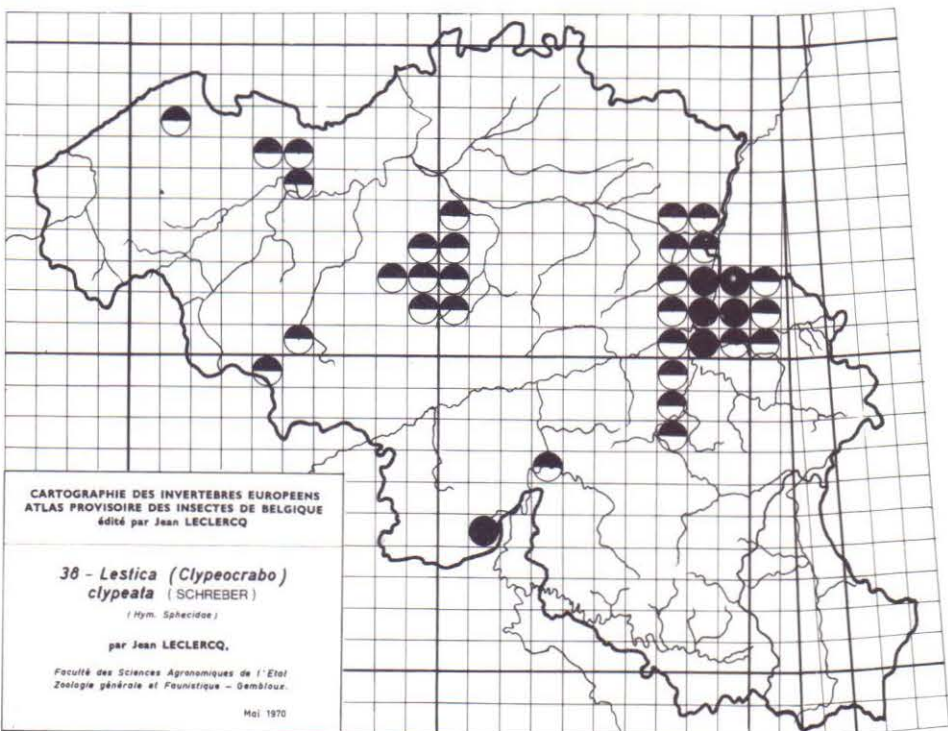 CARTOGRAPHIE DES INVERTEBRES EUROPEENS
ATLAS PROVISOIRE DES INSECTES DE BELGIQUE
édité par Jean LECLERCQ
38 - Lestica (Clypeocrabo)
clypeata (SCHREBER)
(Hym. Sphecidae)
par Jean LECLERCQ,
Faculté des Sciences Agronomiques de l'Etat
Zoologie générale et Faunistique - Gembloux.
Mai 1970